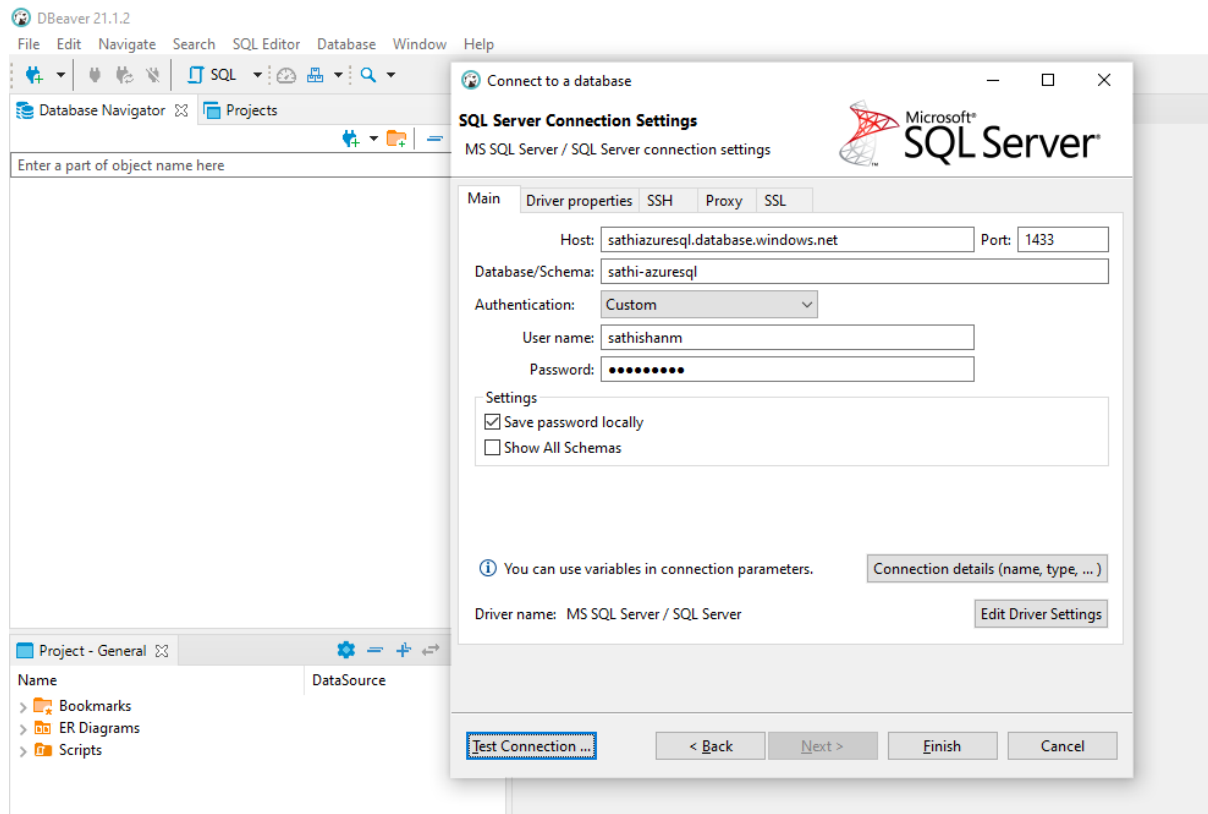 DBeaver 21.1.2
File Edit Navigate Search SQL Editor Database Window Help
SQL
Database Navigator Projects
Enter a part of object name here
Project - General
Name DataSource
Bookmarks
ER Diagrams
Scripts
Connect to a database
SQL Server Connection Settings
MS SQL Server / SQL Server connection settings
Microsoft®
SQL Server®
Main Driver properties SSH Proxy SSL
Host: sathiazuresql.database.windows.net Port: 1433
Database/Schema: sathi-azuresql
Authentication: Custom
User name: sathishanm
Password: •••••••••
Settings
Save password locally
Show All Schemas
You can use variables in connection parameters. Connection details (name, type, ... )
Driver name: MS SQL Server / SQL Server Edit Driver Settings
Test Connection ... < Back Next > Finish Cancel